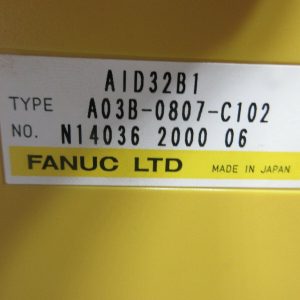 AID32B1
TYPE A03B-0807-C102
NO. N14036 2000 06
FANUC LTD MADE IN JAPAN